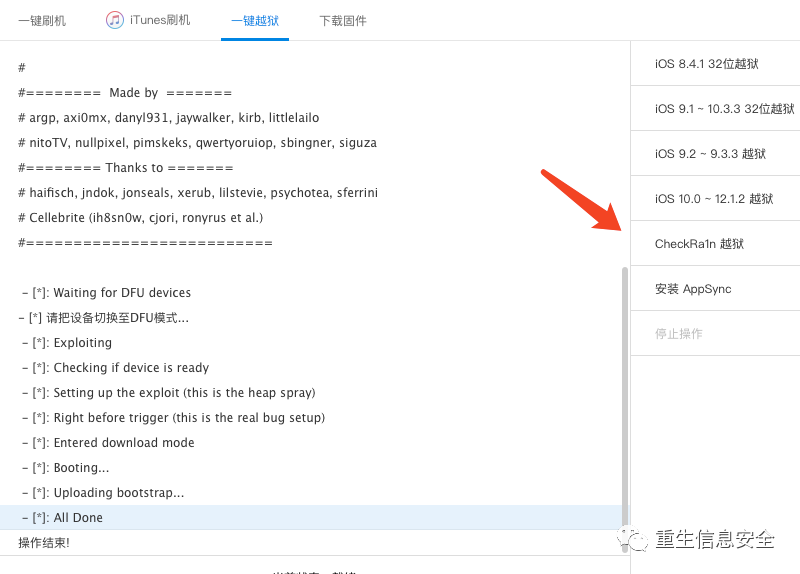 一键刷机 iTunes刷机 一键越狱 下载固件
#
#======== Made by =======
# argp, axi0mx, danyl931, jaywalker, kirb, littlelailo
# nitoTV, nullpixel, pimskeks, qwertyoruiop, sbingner, siguza
#======== Thanks to =======
# haifisch, jndok, jonseals, xerub, lilstevie, psychotea, sferrini
# Cellebrite (ih8sn0w, cjori, ronyrus et al.)
#==========================
- [*]: Waiting for DFU devices
- [*] 请把设备切换至DFU模式...
- [*]: Exploiting
- [*]: Checking if device is ready
- [*]: Setting up the exploit (this is the heap spray)
- [*]: Right before trigger (this is the real bug setup)
- [*]: Entered download mode
- [*]: Booting...
- [*]: Uploading bootstrap...
- [*]: All Done
操作结束!
iOS 8.4.1 32位越狱
iOS 9.1 ~ 10.3.3 32位越狱
iOS 9.2 ~ 9.3.3 越狱
iOS 10.0 ~ 12.1.2 越狱
CheckRa1n 越狱
安装 AppSync
停止操作
重生信息安全